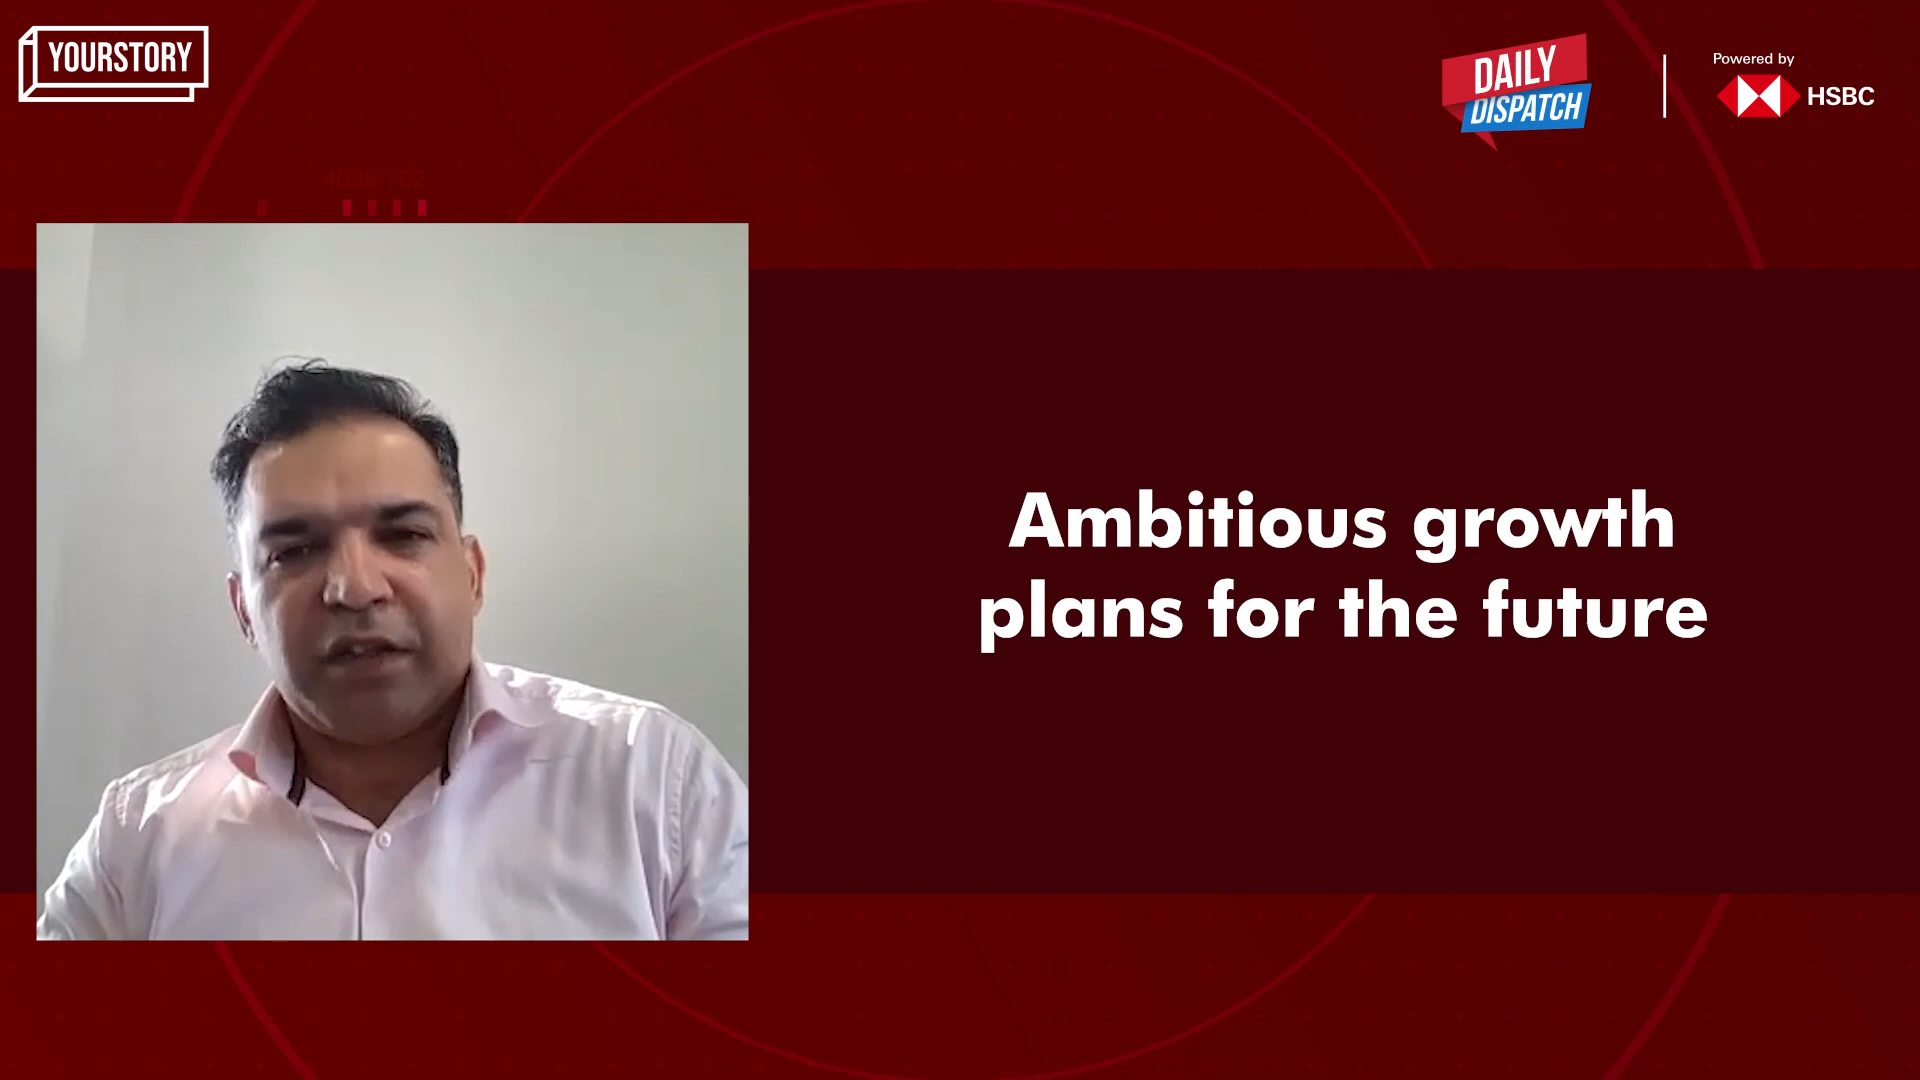 YOURSTORY
DAILY
DISPATCH
Powered by
HSBC
Ambitious growth
plans for the future